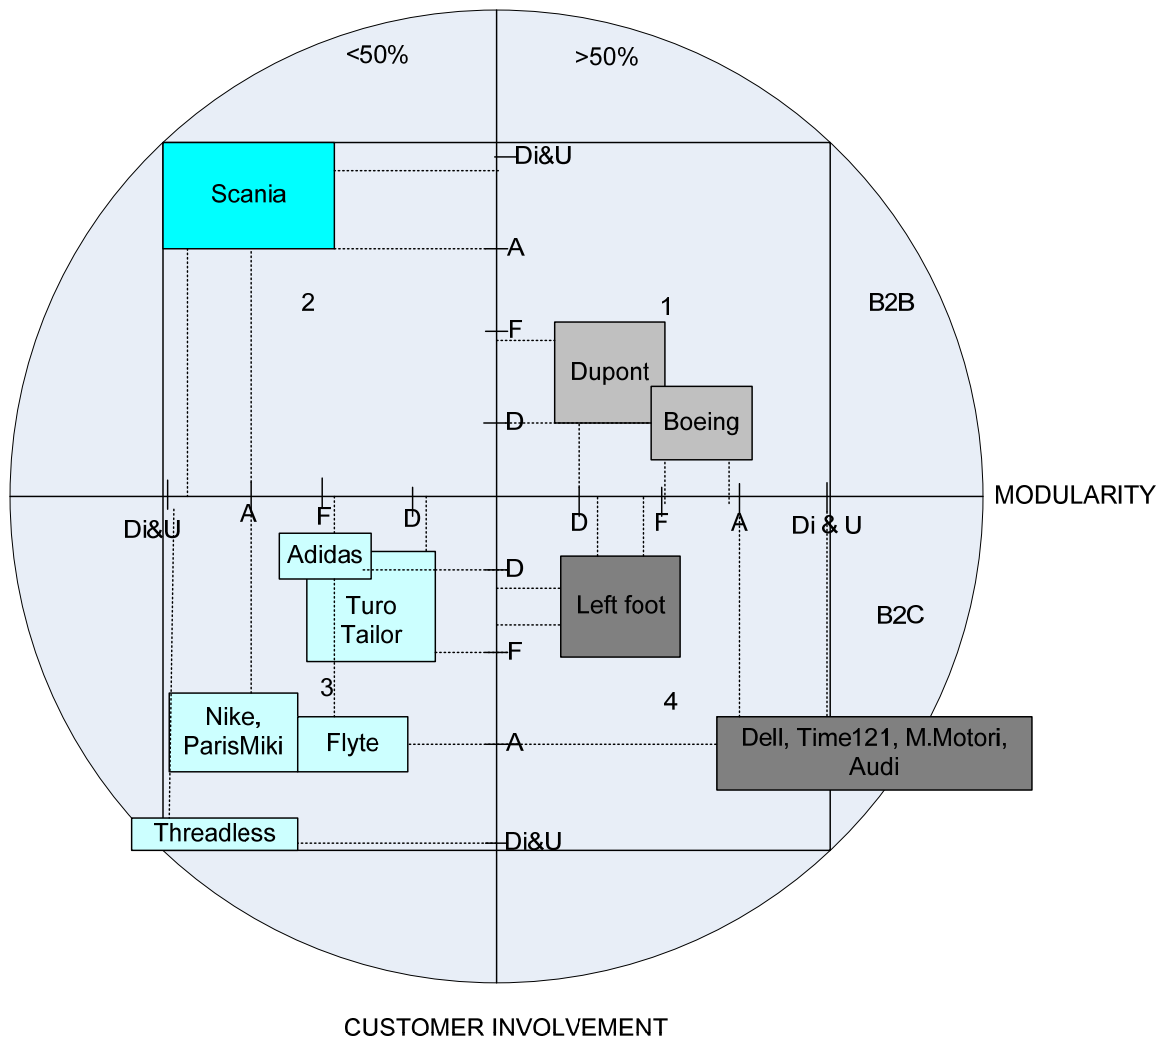 <50%
>50%
Di&U
Scania
A
2
1
B2B
F
Dupont
D
Boeing
MODULARITY
Di&U
A
F
D
D
F
A
Di & U
Adidas
D
Turo
Tailor
Left foot
B2C
F
3
4
Nike,
ParisMiki
Flyte
A
Dell, Time121, M.Motori,
Audi
Threadless
Di&U
CUSTOMER INVOLVEMENT